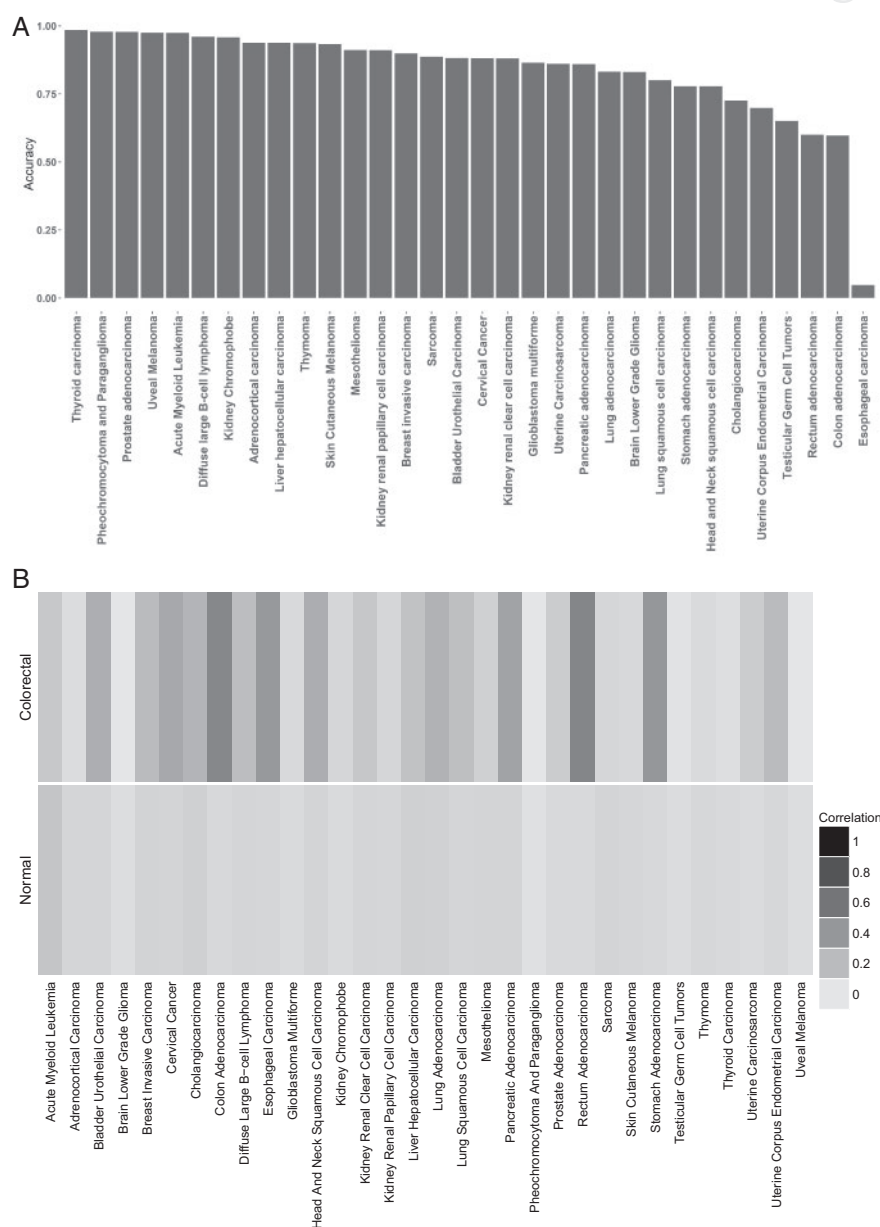 A
1.00
0.75
0.50
0.25
0.00
Accuracy
Thyroid carcinoma
Pheochromocytoma and Paraganglioma
Prostate adenocarcinoma
Uveal Melanoma
Acute Myeloid Leukemia
Diffuse large B-cell lymphoma
Kidney Chromophobe
Adrenocortical carcinoma
Liver hepatocellular carcinoma
Thymoma
Skin Cutaneous Melanoma
Mesothelioma
Kidney renal papillary cell carcinoma
Breast invasive carcinoma
Sarcoma
Bladder Urothelial Carcinoma
Cervical Cancer
Kidney renal clear cell carcinoma
Glioblastoma multiforme
Uterine Carcinosarcoma
Pancreatic adenocarcinoma
Lung adenocarcinoma
Brain Lower Grade Glioma
Lung squamous cell carcinoma
Stomach adenocarcinoma
Head and Neck squamous cell carcinoma
Cholangiocarcinoma
Uterine Corpus Endometrial Carcinoma
Testicular Germ Cell Tumors
Rectum adenocarcinoma
Colon adenocarcinoma
Esophageal carcinoma
B
Colorectal
Normal
Correlation
1
0.8
0.6
0.4
0.2
0
Acute Myeloid Leukemia
Adrenocortical Carcinoma
Bladder Urothelial Carcinoma
Brain Lower Grade Glioma
Breast Invasive Carcinoma
Cervical Cancer
Cholangiocarcinoma
Colon Adenocarcinoma
Diffuse Large B−cell Lymphoma
Esophageal Carcinoma
Glioblastoma Multiforme
Head And Neck Squamous Cell Carcinoma
Kidney Chromophobe
Kidney Renal Clear Cell Carcinoma
Kidney Renal Papillary Cell Carcinoma
Liver Hepatocellular Carcinoma
Lung Adenocarcinoma
Lung Squamous Cell Carcinoma
Mesothelioma
Pancreatic Adenocarcinoma
Pheochromocytoma And Paraganglioma
Prostate Adenocarcinoma
Rectum Adenocarcinoma
Sarcoma
Skin Cutaneous Melanoma
Stomach Adenocarcinoma
Testicular Germ Cell Tumors
Thymoma
Thyroid Carcinoma
Uterine Carcinosarcoma
Uterine Corpus Endometrial Carcinoma
Uveal Melanoma